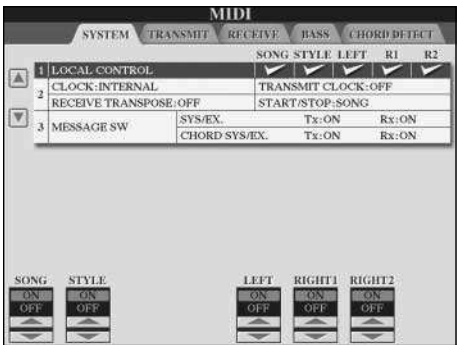 MIDI
SYSTEM TRANSMIT RECEIVE BASS CHORD DETECT
SONG STYLE LEFT R1 R2
1 LOCAL CONTROL
2 CLOCK:INTERNAL TRANSMIT CLOCK:OFF
RECEIVE TRANSPOSE:OFF START/STOP:SONG
3 MESSAGE SW SYS/EX. Tx:ON Rx:ON
CHORD SYS/EX. Tx:ON Rx:ON
SONG STYLE LEFT RIGHT1 RIGHT2
ON ON ON ON ON
OFF OFF OFF OFF OFF